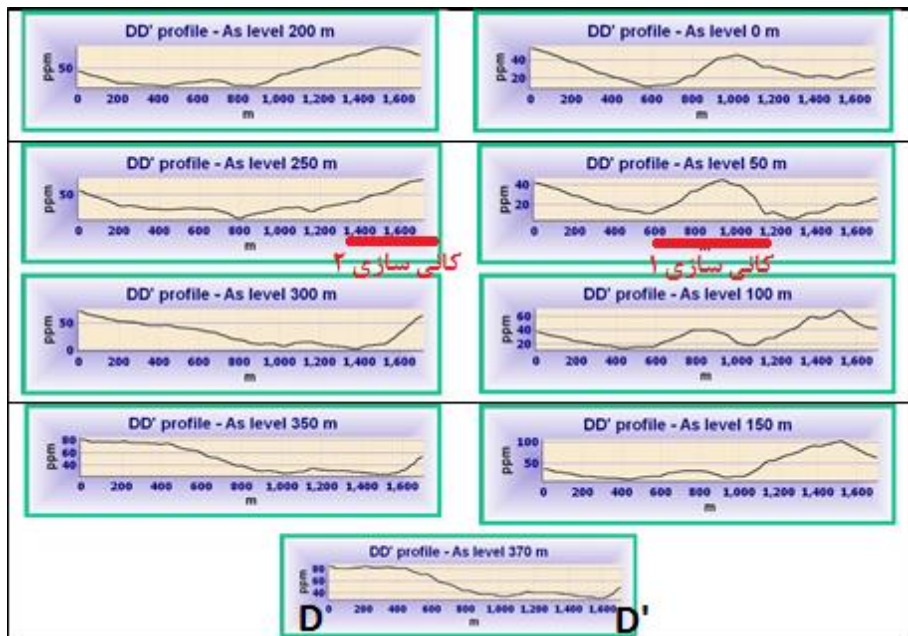 DD' profile - As level 200 m
ppm
50
0 200 400 600 800 1,000 1,200 1,400 1,600
m
DD' profile - As level 0 m
ppm
40
20
0 200 400 600 800 1,000 1,200 1,400 1,600
m
DD' profile - As level 250 m
ppm
50
0 200 400 600 800 1,000 1,200 1,400 1,600
m
کانی سازی ۲
DD' profile - As level 50 m
ppm
40
20
0 200 400 600 800 1,000 1,200 1,400 1,600
m
کانی سازی ۱
DD' profile - As level 300 m
ppm
50
0
0 200 400 600 800 1,000 1,200 1,400 1,600
m
DD' profile - As level 100 m
ppm
60
40
20
0 200 400 600 800 1,000 1,200 1,400 1,600
m
DD' profile - As level 350 m
ppm
80
60
40
0 200 400 600 800 1,000 1,200 1,400 1,600
m
DD' profile - As level 150 m
ppm
100
50
0 200 400 600 800 1,000 1,200 1,400 1,600
m
DD' profile - As level 370 m
ppm
80
60
40
0 200 400 600 800 1,000 1,200 1,400 1,600
m
D D'